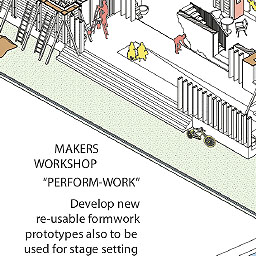 MAKERS
WORKSHOP
“PERFORM-WORK”
Develop new
re-usable formwork
prototypes also to be
used for stage setting